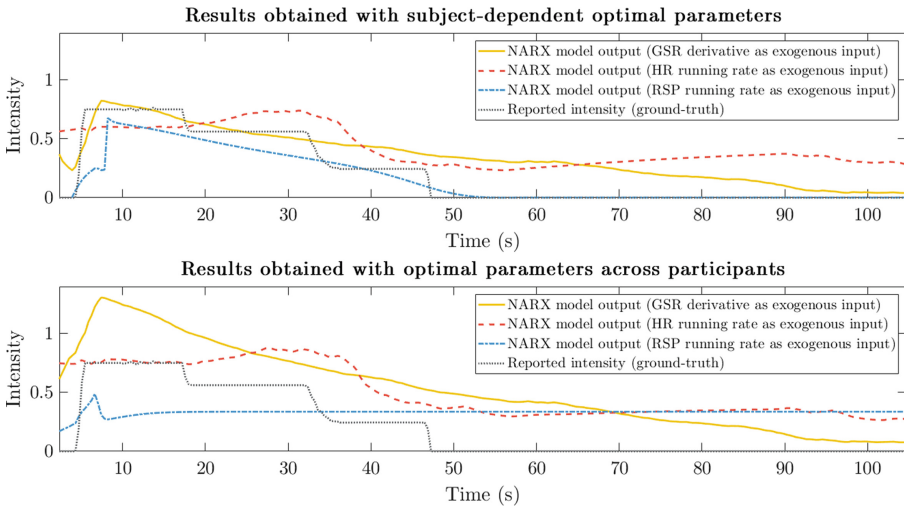 Results obtained with subject-dependent optimal parameters
NARX model output (GSR derivative as exogenous input)
NARX model output (HR running rate as exogenous input)
NARX model output (RSP running rate as exogenous input)
Reported intensity (ground-truth)
Intensity
1
0.5
0
10 20 30 40 50 60 70 80 90 100
Time (s)
Results obtained with optimal parameters across participants
NARX model output (GSR derivative as exogenous input)
NARX model output (HR running rate as exogenous input)
NARX model output (RSP running rate as exogenous input)
Reported intensity (ground-truth)
Intensity
1
0.5
0
10 20 30 40 50 60 70 80 90 100
Time (s)